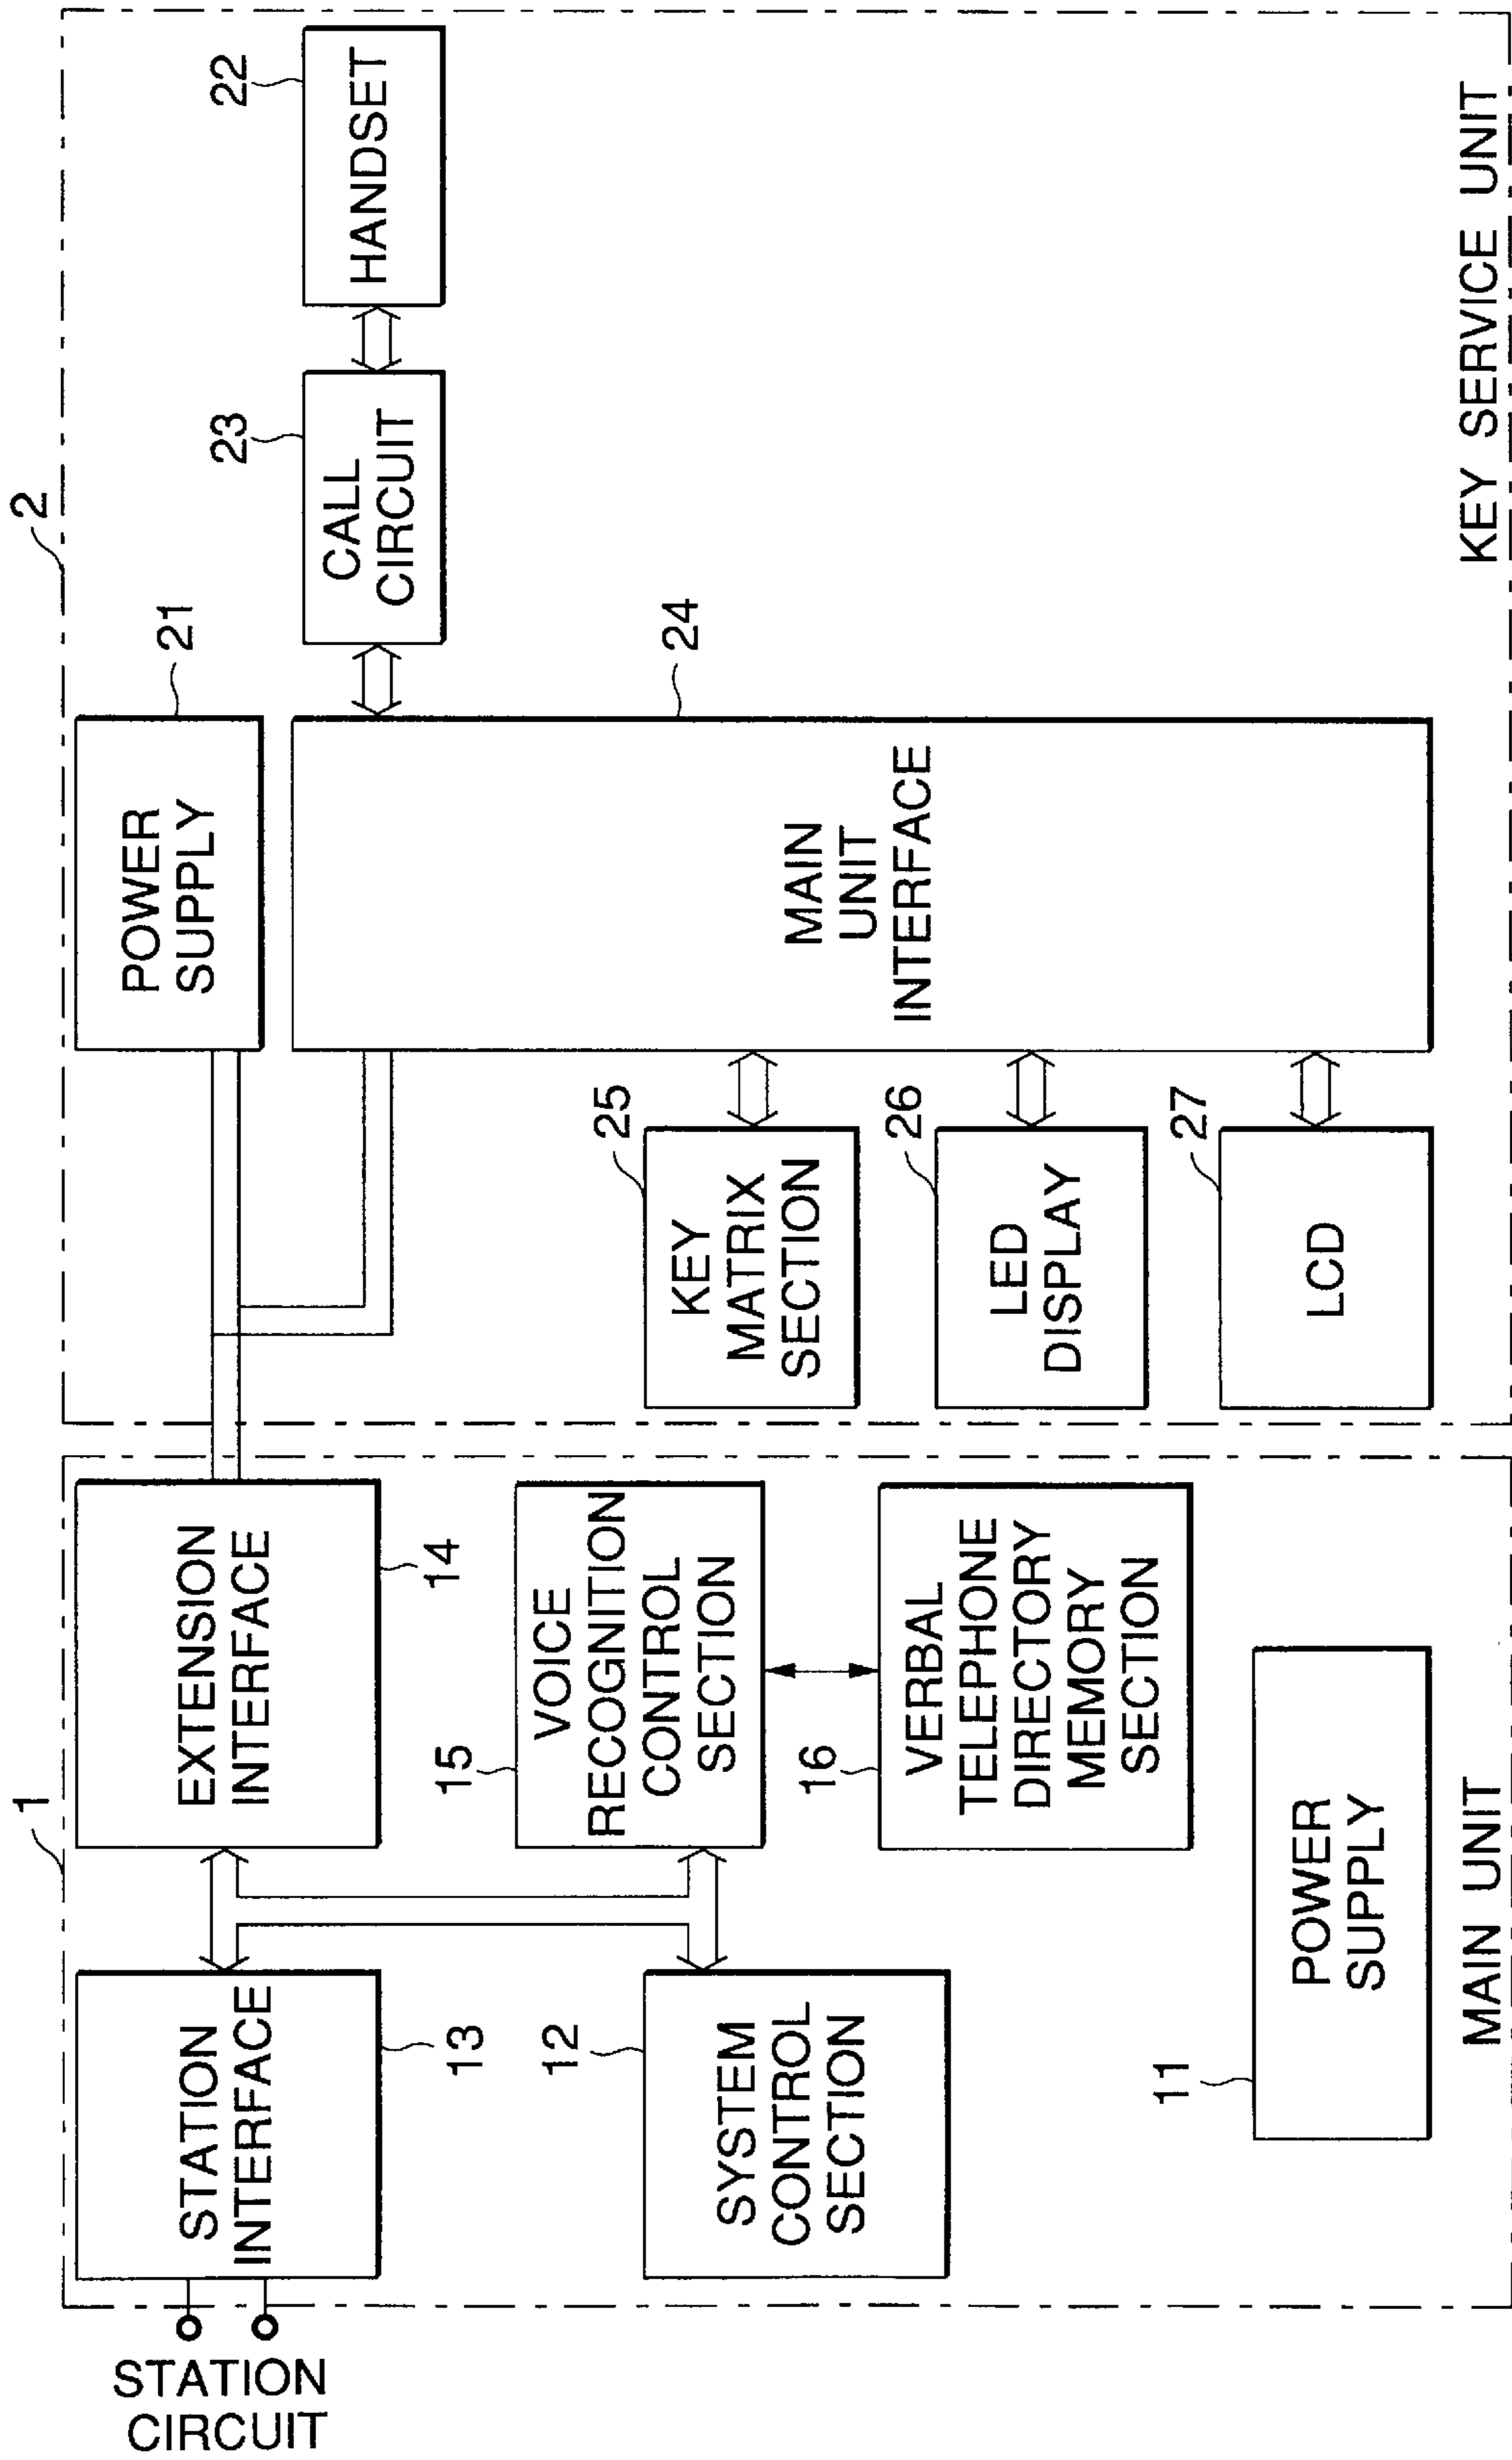 1
2
STATION
CIRCUIT
STATION
INTERFACE
13
EXTENSION
INTERFACE
14
SYSTEM
CONTROL
SECTION
12
VOICE
RECOGNITION
CONTROL
SECTION
15
VERBAL
TELEPHONE
DIRECTORY
MEMORY
SECTION
16
POWER
SUPPLY
11
MAIN UNIT
POWER
SUPPLY
21
MAIN
UNIT
INTERFACE
24
CALL
CIRCUIT
23
HANDSET
22
KEY
MATRIX
SECTION
25
LED
DISPLAY
26
LCD
27
KEY SERVICE UNIT